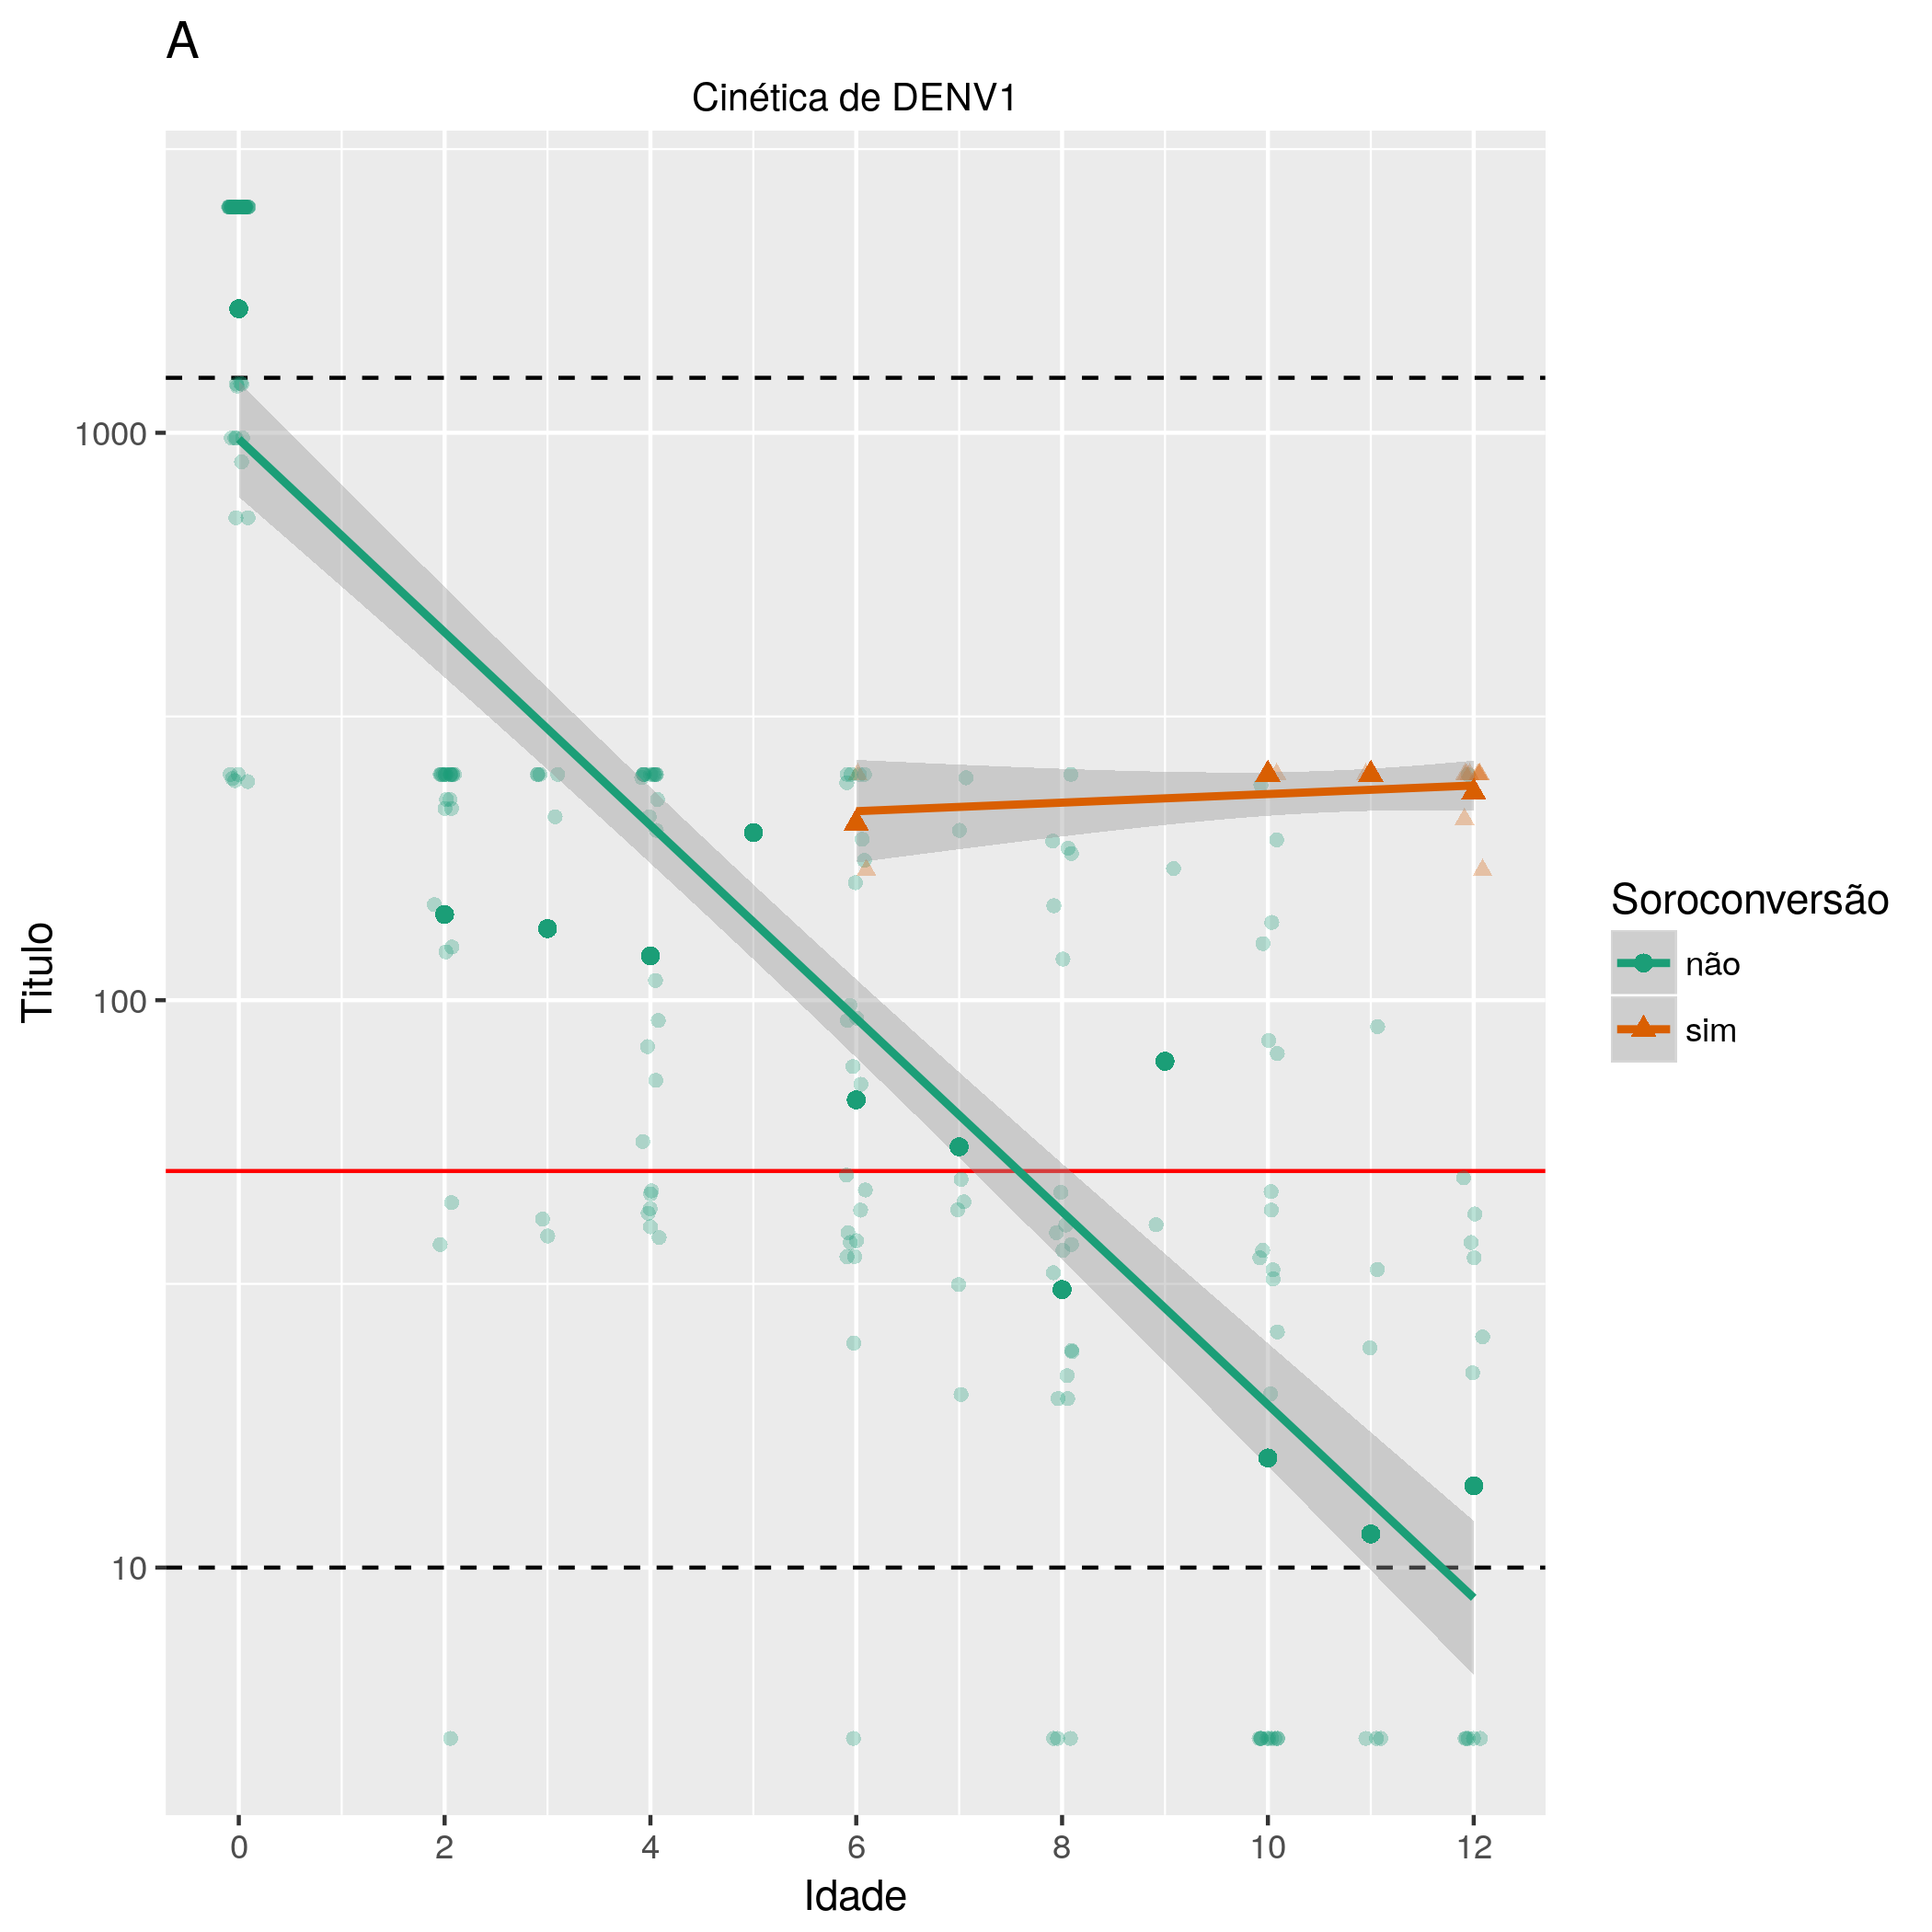 A
Cinética de DENV1
1000
100
10
Titulo
0 2 4 6 8 10 12
Idade
Soroconversão
não
sim